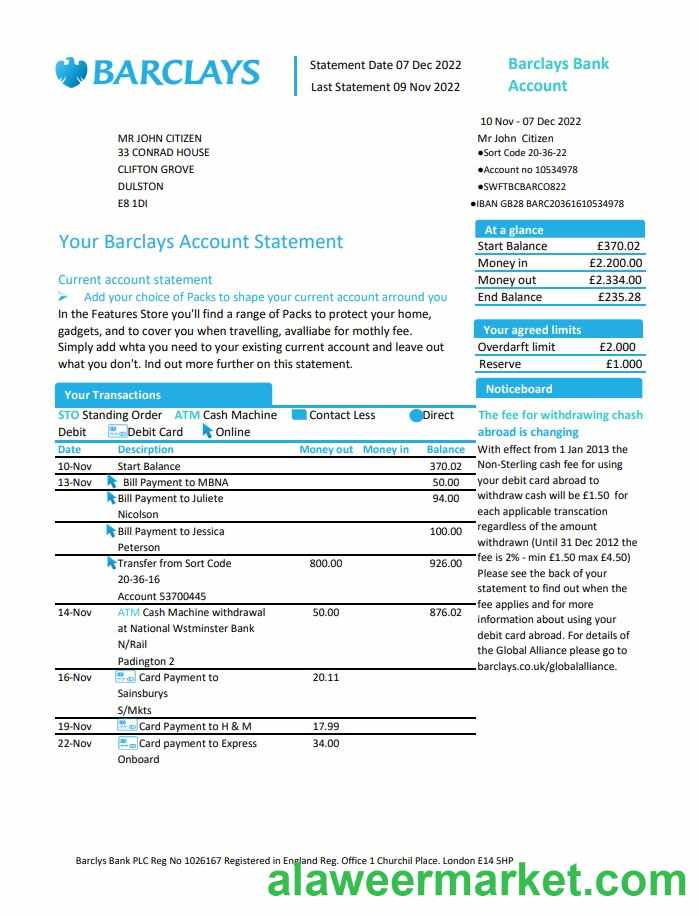 BARCLAYS
Statement Date 07 Dec 2022
Last Statement 09 Nov 2022
Barclays Bank
Account
10 Nov - 07 Dec 2022
MR JOHN CITIZEN
33 CONRAD HOUSE
CLIFTON GROVE
DULSTON
E8 1DI
Mr John Citizen
●Sort Code 20-36-22
●Account no 10534978
●SWFTBCBARCO822
●IBAN GB28 BARC20361610534978
Your Barclays Account Statement
Current account statement
➢ Add your choice of Packs to shape your current account arround you
In the Features Store you'll find a range of Packs to protect your home,
gadgets, and to cover you when travelling, avalliabe for mothly fee.
Simply add whta you need to your existing current account and leave out
what you don't. Ind out more further on this statement.
At a glance
Start Balance £370.02
Money in £2.200.00
Money out £2.334.00
End Balance £235.28
Your agreed limits
Overdarft limit £2.000
Reserve £1.000
Your Transactions
STO Standing Order ATM Cash Machine Contact Less Direct
Debit Debit Card Online
Date Descirption Money out Money in Balance
10-Nov Start Balance 370.02
13-Nov Bill Payment to MBNA 50.00
Bill Payment to Juliete 94.00
Nicolson
Bill Payment to Jessica 100.00
Peterson
Transfer from Sort Code 800.00 926.00
20-36-16
Account 53700445
14-Nov ATM Cash Machine withdrawal 50.00 876.02
at National Wstminster Bank
N/Rail
Padington 2
16-Nov Card Payment to 20.11
Sainsburys
S/Mkts
19-Nov Card Payment to H & M 17.99
22-Nov Card payment to Express 34.00
Onboard
Noticeboard
The fee for withdrawing chash
abroad is changing
With effect from 1 Jan 2013 the
Non-Sterling cash fee for using
your debit card abroad to
withdraw cash will be £1.50 for
each applicable transcation
regardless of the amount
withdrawn (Until 31 Dec 2012 the
fee is 2% - min £1.50 max £4.50)
Please see the back of your
statement to find out when the
fee applies and for more
information about using your
debit card abroad. For details of
the Global Alliance please go to
barclays.co.uk/globalalliance.
Barclys Bank PLC Reg No 1026167 Registered in England Reg. Office 1 Churchil Place. London E14 5HP
alaweermarket.com